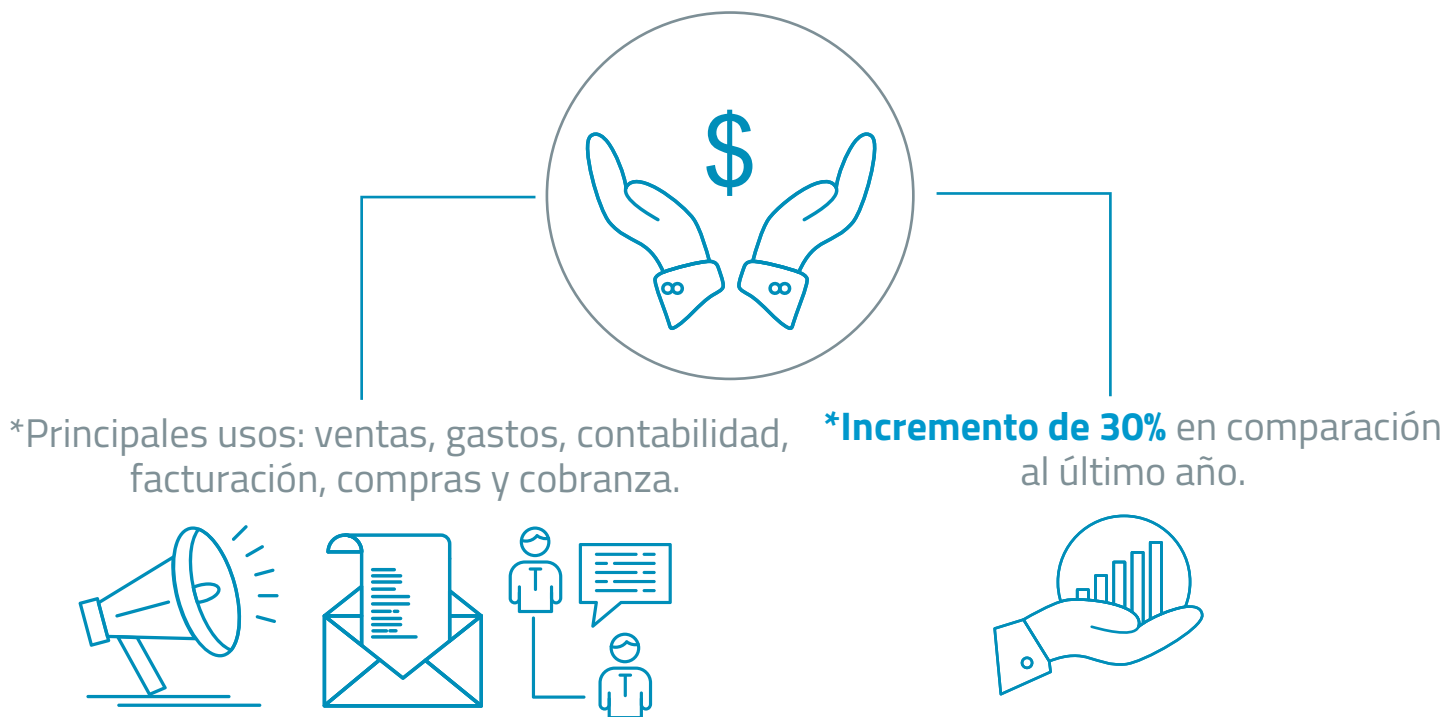 $
*Principales usos: ventas, gastos, contabilidad,
facturación, compras y cobranza.
*Incremento de 30% en comparación
al último año.